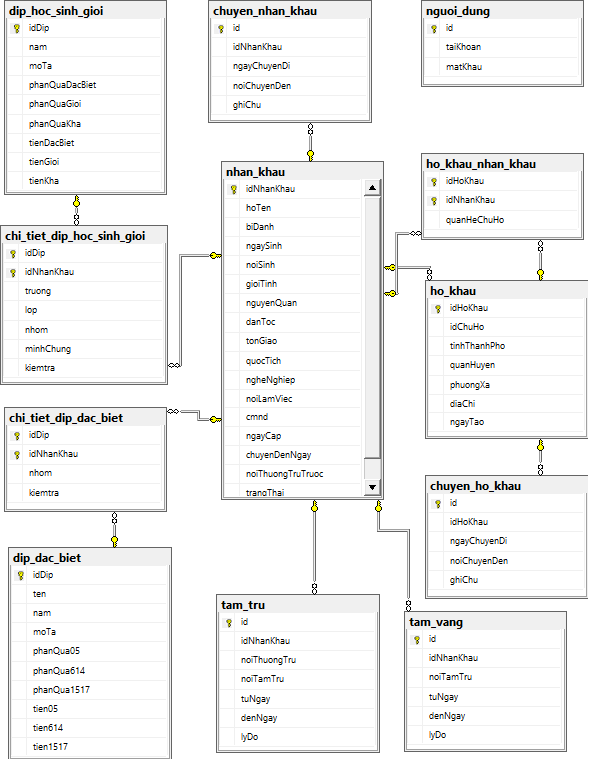 dip_hoc_sinh_gioi
idDip
nam
moTa
phanQuaDacBiet
phanQuaGioi
phanQuaKha
tienDacBiet
tienGioi
tienKha
chuyen_nhan_khau
id
idNhanKhau
ngayChuyenDi
noiChuyenDen
ghiChu
nguoi_dung
id
taiKhoan
matKhau
nhan_khau
idNhanKhau
hoTen
biDanh
ngaySinh
noiSinh
gioiTinh
nguyenQuan
danToc
tonGiao
quocTich
ngheNghiep
noiLamViec
cmnd
ngayCap
chuyenDenNgay
noiThuongTruTruoc
trangThai
ho_khau_nhan_khau
idHoKhau
idNhanKhau
quanHeChuHo
chi_tiet_dip_hoc_sinh_gioi
idDip
idNhanKhau
truong
lop
nhom
minhChung
kiemtra
ho_khau
idHoKhau
idChuHo
tinhThanhPho
quanHuyen
phuongXa
diaChi
ngayTao
chi_tiet_dip_dac_biet
idDip
idNhanKhau
nhom
kiemtra
chuyen_ho_khau
id
idHoKhau
ngayChuyenDi
noiChuyenDen
ghiChu
dip_dac_biet
idDip
ten
nam
moTa
phanQua05
phanQua614
phanQua1517
tien05
tien614
tien1517
tam_tru
id
idNhanKhau
noiThuongTru
noiTamTru
tuNgay
denNgay
lyDo
tam_vang
id
idNhanKhau
noiTamTru
tuNgay
denNgay
lyDo